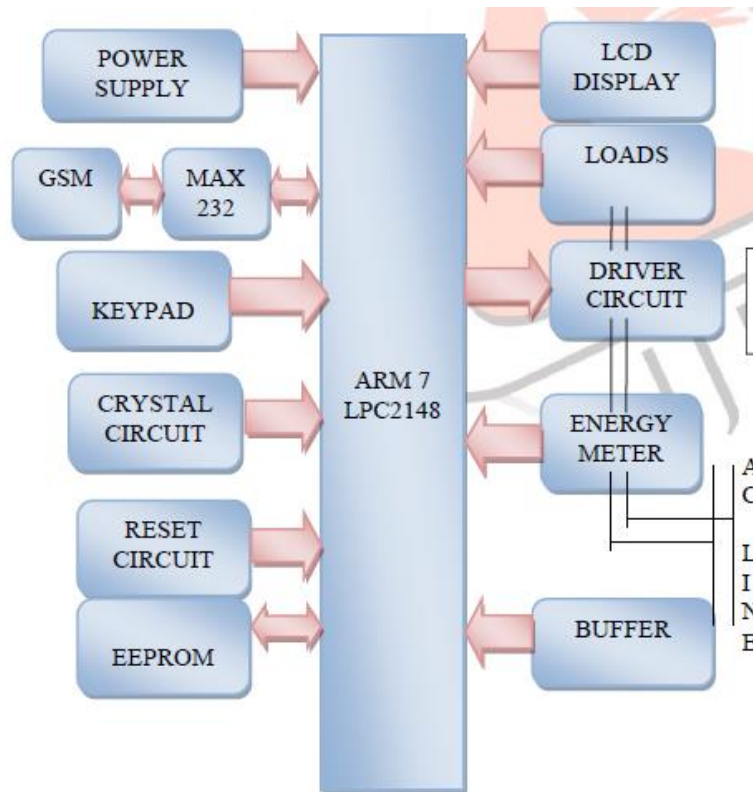 POWER
SUPPLY
LCD
DISPLAY
GSM
MAX
232
LOADS
KEYPAD
DRIVER
CIRCUIT
ARM 7
LPC2148
CRYSTAL
CIRCUIT
ENERGY
METER
A
C
L
I
N
E
RESET
CIRCUIT
EEPROM
BUFFER